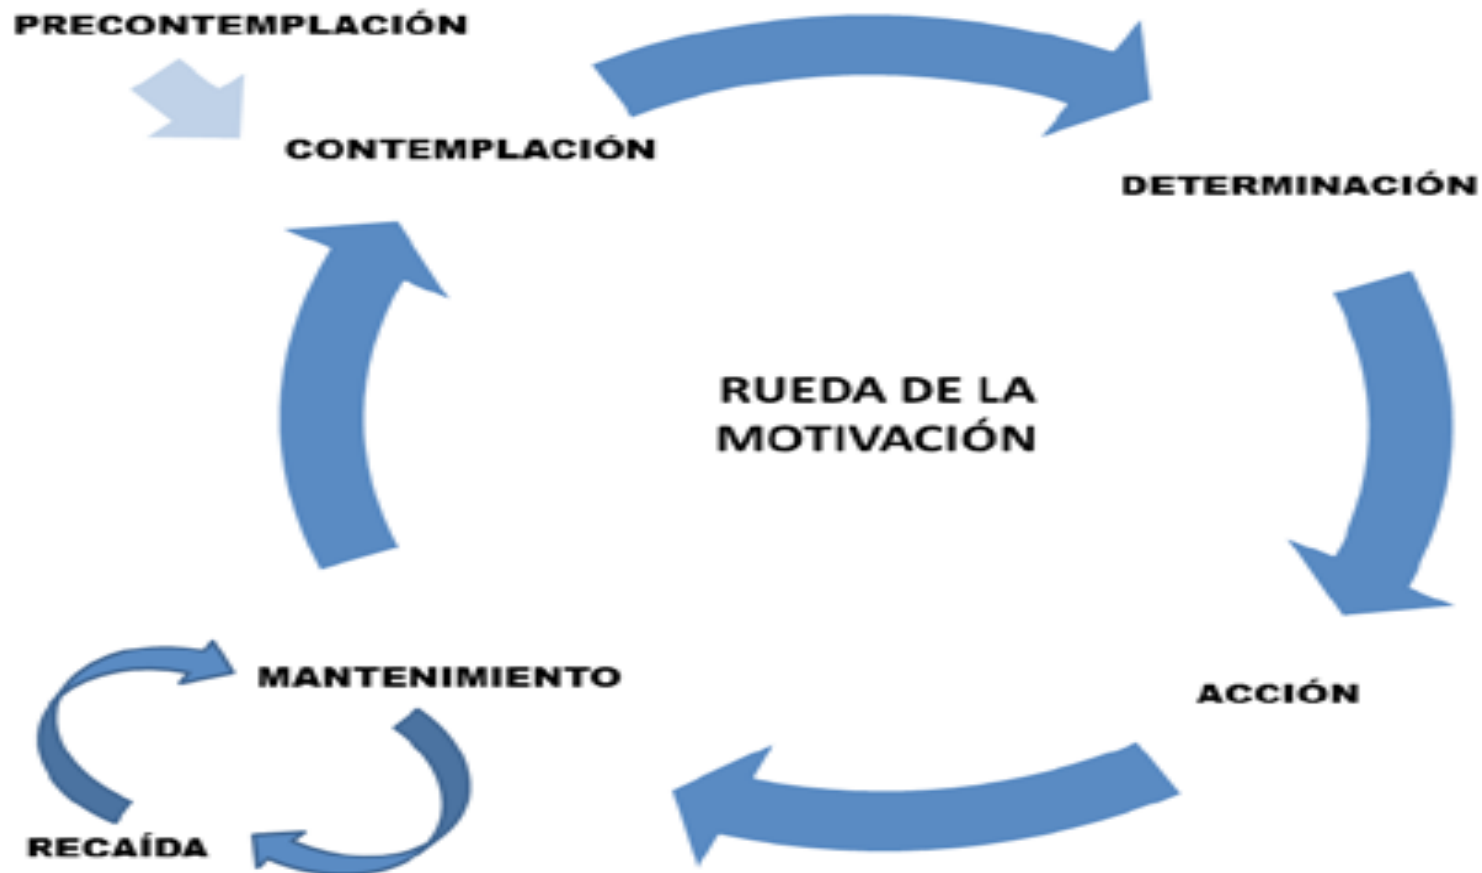 PRECONTEMPLACIÓN
CONTEMPLACIÓN
DETERMINACIÓN
RUEDA DE LA
MOTIVACIÓN
MANTENIMIENTO
ACCIÓN
RECAÍDA